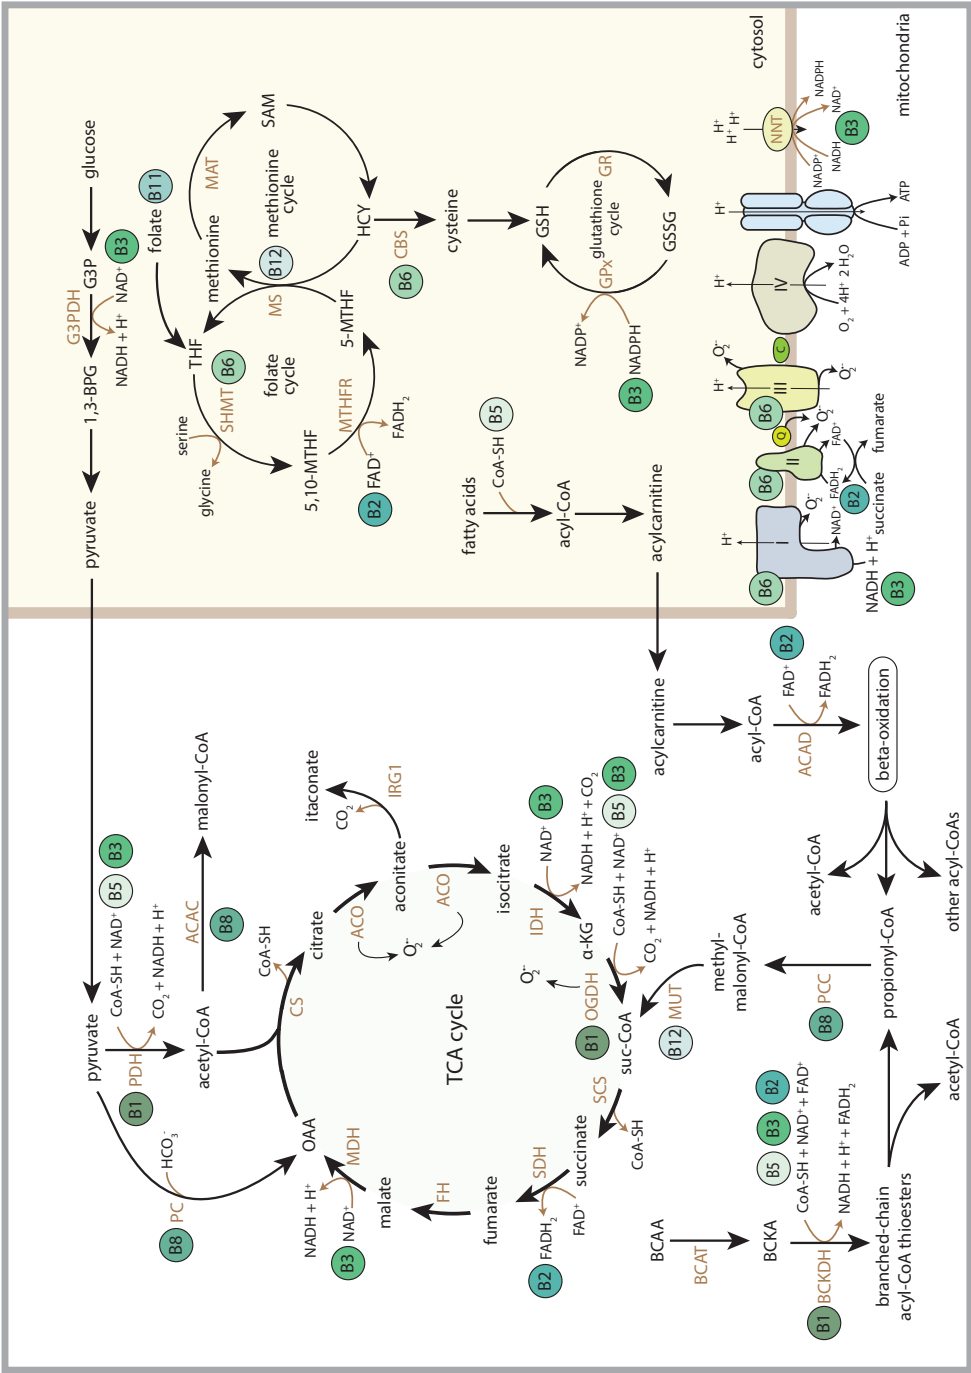 glucose
G3P
G3PDH
NAD⁺
B3
NADH + H⁺
1,3-BPG
pyruvate
B11
folate
THF
B6
SHMT
serine
glycine
5,10-MTHF
MTHFR
B2
FAD⁺
FADH₂
5-MTHF
folate
cycle
MS
B12
methionine
MAT
SAM
methionine
cycle
HCY
CBS
B6
cysteine
GSH
GR
glutathione
cycle
GPx
GSSG
NADP⁺
NADPH
B3
fatty acids
CoA-SH
B5
acyl-CoA
acylcarnitine
cytosol
mitochondria
B6
H⁺
I
O₂⁻
NAD⁺
NADH + H⁺
B3
B6
II
O₂⁻
FADH₂
FAD⁺
B2
succinate
fumarate
Q
B6
H⁺
III
O₂⁻
O₂⁻
C
H⁺
IV
O₂ + 4H⁺
2 H₂O
H⁺
ADP + Pi
ATP
H⁺
H⁺
H⁺
NNT
NADP⁺
NADH
NADPH
NAD⁺
B3
pyruvate
B5
B3
CoA-SH + NAD⁺
CO₂ + NADH + H⁺
PDH
B1
HCO₃⁻
PC
B8
acetyl-CoA
ACAC
B8
malonyl-CoA
CoA-SH
CS
citrate
ACO
O₂⁻
aconitate
CO₂
IRG1
itaconate
ACO
isocitrate
IDH
NAD⁺
B3
NADH + H⁺ + CO₂
α-KG
OGDH
B1
O₂⁻
CoA-SH + NAD⁺
B5
B3
CO₂ + NADH + H⁺
suc-CoA
SCS
CoA-SH
succinate
SDH
FAD⁺
FADH₂
B2
fumarate
FH
malate
MDH
NAD⁺
B3
NADH + H⁺
OAA
TCA cycle
acylcarnitine
acyl-CoA
ACAD
FAD⁺
B2
FADH₂
beta-oxidation
acetyl-CoA
propionyl-CoA
other acyl-CoAs
PCC
B8
methyl-
malonyl-CoA
MUT
B12
BCAA
BCAT
BCKA
BCKDH
B1
B5
B3
B2
CoA-SH + NAD⁺ + FAD⁺
NADH + H⁺ + FADH₂
branched-chain
acyl-CoA thioesters
acetyl-CoA